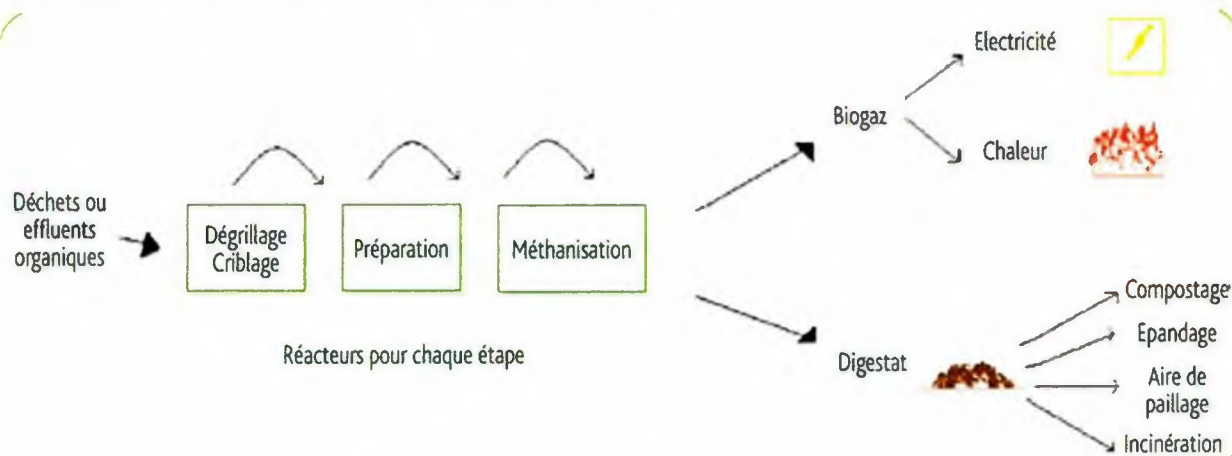 Déchets ou
effluents
organiques
Dégrillage
Criblage
Préparation
Méthanisation
Réacteurs pour chaque étape
Biogaz
Electricité
Chaleur
Digestat
Compostage
Epandage
Aire de
paillage
Incinération